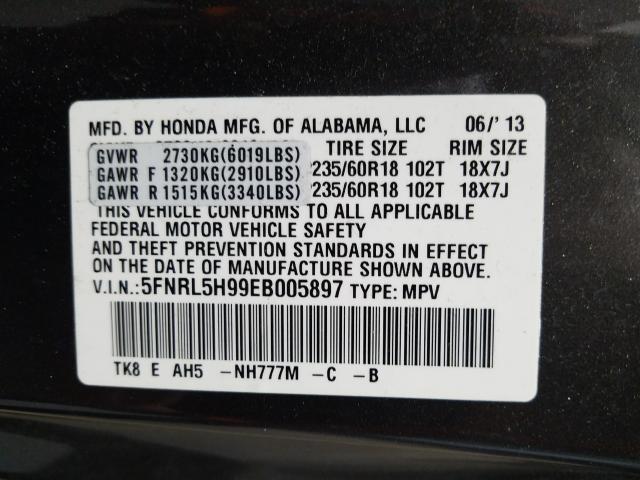 MFD. BY HONDA MFG. OF ALABAMA, LLC 06/' 13
TIRE SIZE RIM SIZE
GVWR 2730KG(6019LBS)
GAWR F 1320KG(2910LBS) P235/60R18 102T 18X7J
GAWR R 1515KG(3340LBS) P235/60R18 102T 18X7J
THIS VEHICLE CONFORMS TO ALL APPLICABLE
FEDERAL MOTOR VEHICLE SAFETY
AND THEFT PREVENTION STANDARDS IN EFFECT
ON THE DATE OF MANUFACTURE SHOWN ABOVE.
V.I.N.:5FNRL5H99EB005897 TYPE: MPV
TK8 E AH5 -NH777M -C -B